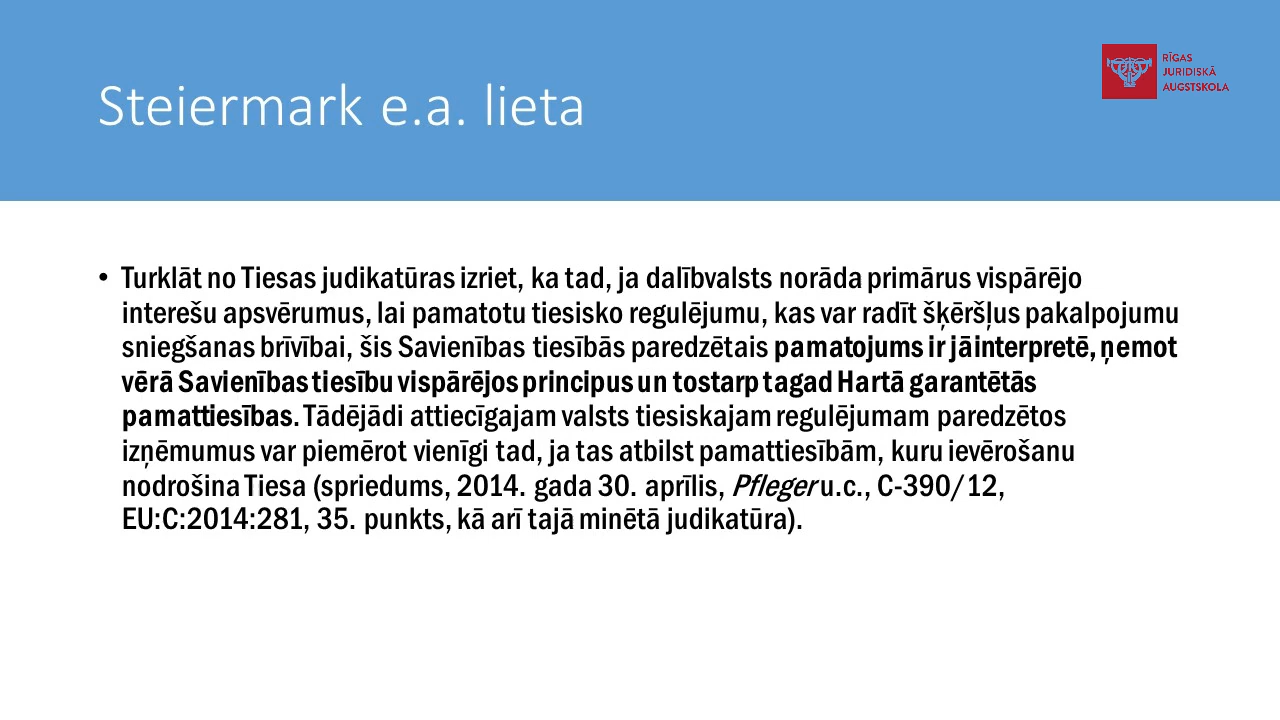 Steiermark e.a. lieta
RĪGAS
JURIDISKĀ
AUGSTSKOLA
• Turklāt no Tiesas judikatūras izriet, ka tad, ja dalībvalsts norāda primārus vispārējo
interešu apsvērumus, lai pamatotu tiesisko regulējumu, kas var radīt šķēršļus pakalpojumu
sniegšanas brīvībai, šis Savienības tiesībās paredzētais pamatojums ir jāinterpretē, ņemot
vērā Savienības tiesību vispārējos principus un tostarp tagad Hartā garantētās
pamattiesības. Tādējādi attiecīgajam valsts tiesiskajam regulējumam paredzētos
izņēmumus var piemērot vienīgi tad, ja tas atbilst pamattiesībām, kuru ievērošanu
nodrošina Tiesa (spriedums, 2014. gada 30. aprīlis, Pfleger u.c., C-390/12,
EU:C:2014:281, 35. punkts, kā arī tajā minētā judikatūra).